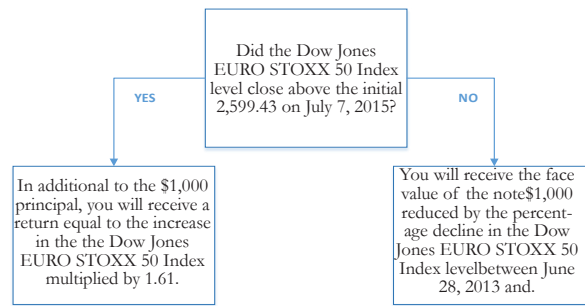 Did the Dow Jones
EURO STOXX 50 Index
level close above the initial
2,599.43 on July 7, 2015?
YES
NO
In additional to the $1,000
principal, you will receive a
return equal to the increase
in the the Dow Jones
EURO STOXX 50 Index
multiplied by 1.61.
You will receive the face
value of the note$1,000
reduced by the percent-
age decline in the Dow
Jones EURO STOXX 50
Index levelbetween June
28, 2013 and.